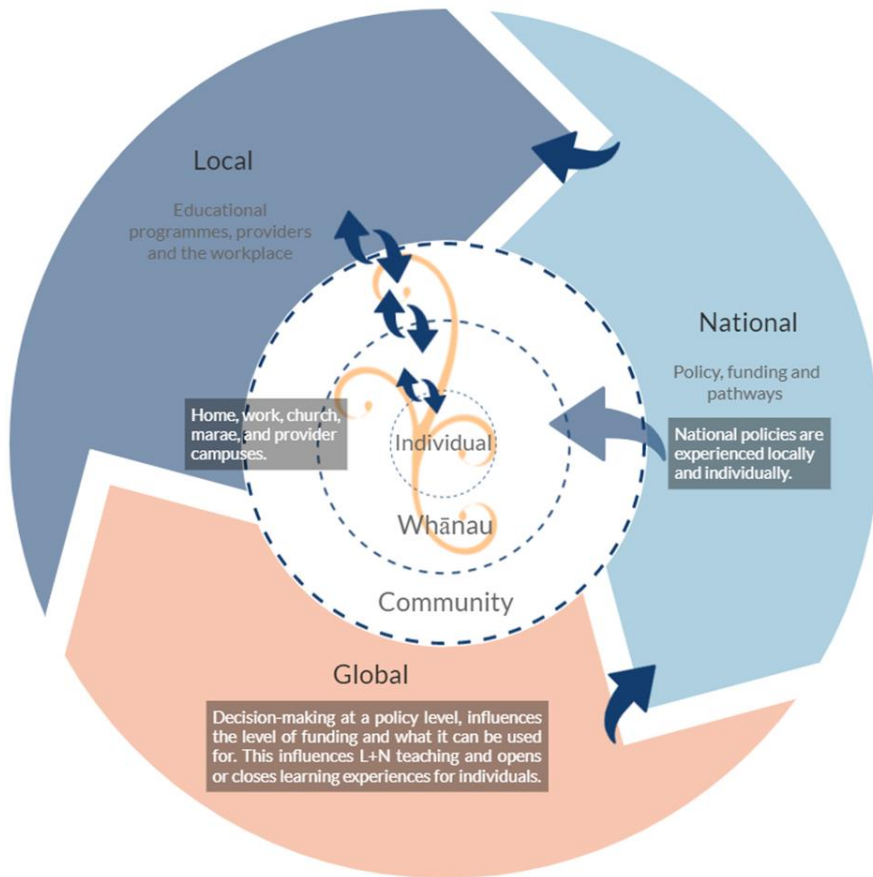 Local
Educational
programmes, providers
and the workplace
National
Policy, funding and
pathways
National policies are
experienced locally
and individually.
Home, work, church,
marae, and provider
campuses.
Individual
Whānau
Community
Global
Decision-making at a policy level, influences
the level of funding and what it can be used
for. This influences L+N teaching and opens
or closes learning experiences for individuals.